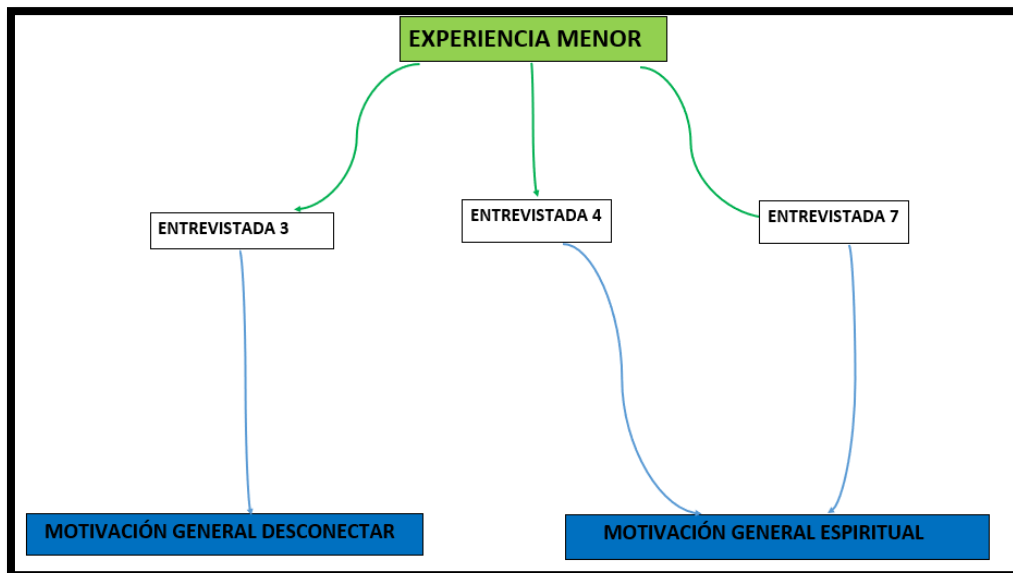 EXPERIENCIA MENOR
ENTREVISTADA 3
ENTREVISTADA 4
ENTREVISTADA 7
MOTIVACIÓN GENERAL DESCONECTAR
MOTIVACIÓN GENERAL ESPIRITUAL